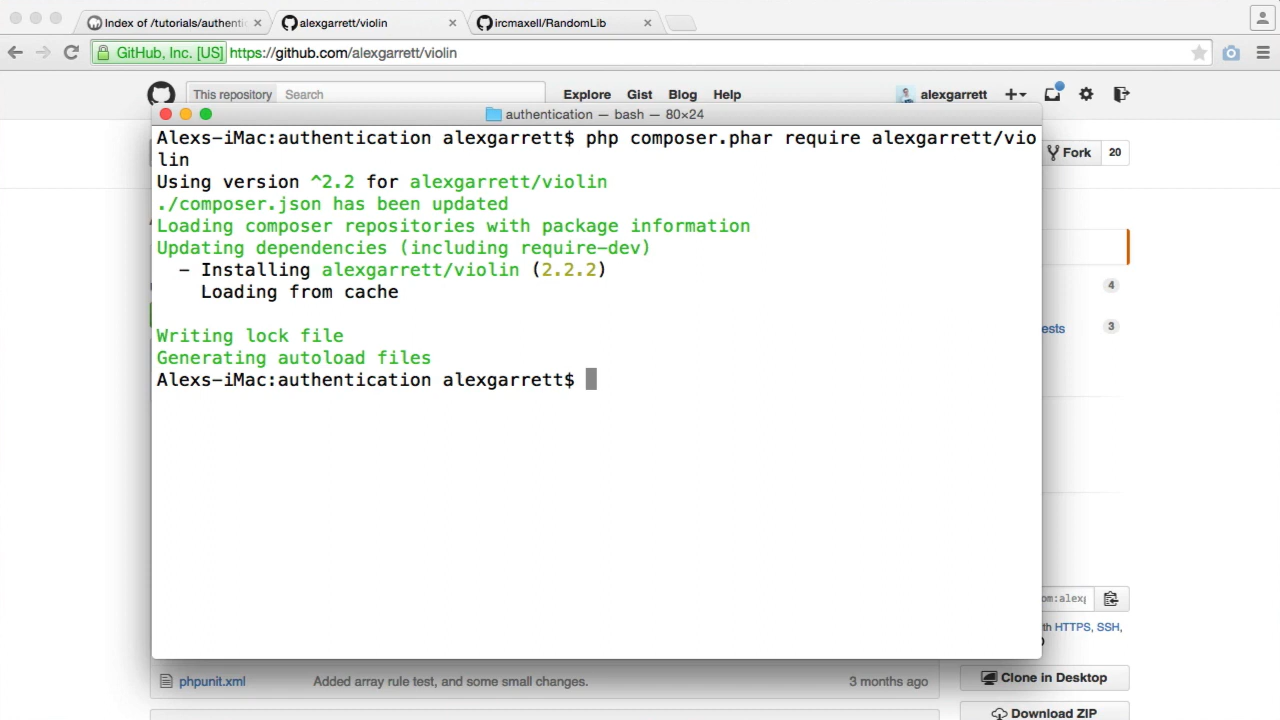 Index of /tutorials/authenti
alexgarrett/violin
ircmaxell/RandomLib
GitHub, Inc. [US] https://github.com/alexgarrett/violin
This repository Search Explore Gist Blog Help alexgarrett
authentication — bash — 80×24
Alexs-iMac:authentication alexgarrett$ php composer.phar require alexgarrett/vio
lin
Using version ^2.2 for alexgarrett/violin
./composer.json has been updated
Loading composer repositories with package information
Updating dependencies (including require-dev)
– Installing alexgarrett/violin (2.2.2)
Loading from cache
Writing lock file
Generating autoload files
Alexs-iMac:authentication alexgarrett$
Fork 20
4
ests 3
om:alex
th HTTPS, SSH,
Clone in Desktop
Download ZIP
phpunit.xml Added array rule test, and some small changes. 3 months ago